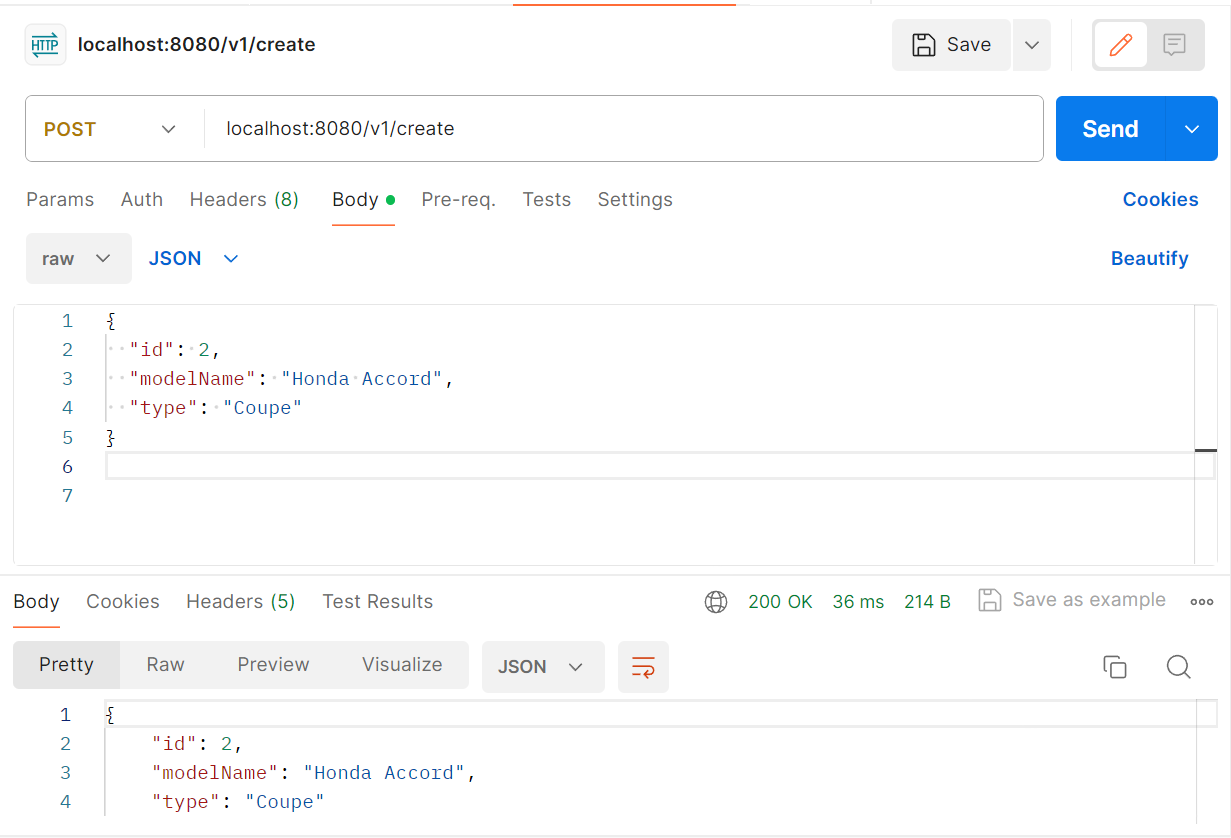 HTTP localhost:8080/v1/create Save
POST localhost:8080/v1/create Send
Params Auth Headers (8) Body Pre-req. Tests Settings Cookies
raw JSON Beautify
1 {
2 "id": 2,
3 "modelName": "Honda Accord",
4 "type": "Coupe"
5 }
6
7
Body Cookies Headers (5) Test Results 200 OK 36 ms 214 B Save as example
Pretty Raw Preview Visualize JSON
1 {
2 "id": 2,
3 "modelName": "Honda Accord",
4 "type": "Coupe"